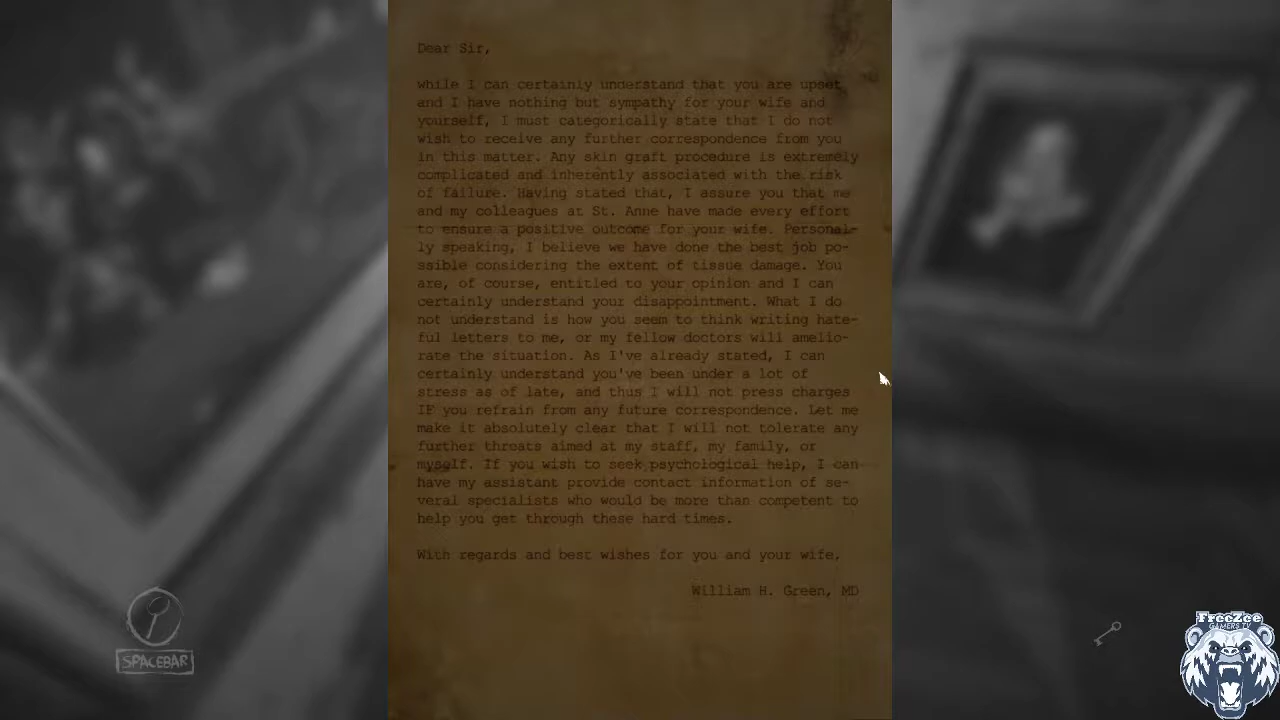 Dear Sir,
while I can certainly understand that you are upset
and I have nothing but sympathy for your wife and
yourself, I must categorically state that I do not
wish to receive any further correspondence from you
in this matter. Any skin graft procedure is extremely
complicated and inherently associated with the risk
of failure. Having stated that, I assure you that me
and my colleagues at St. Anne have made every effort
to ensure a positive outcome for your wife. Personal-
ly speaking, I believe we have done the best job po-
ssible considering the extent of tissue damage. You
are, of course, entitled to your opinion and I can
certainly understand your disappointment. What I do
not understand is how you seem to think writing hate-
ful letters to me, or my fellow doctors will amelio-
rate the situation. As I've already stated, I can
certainly understand you've been under a lot of
stress as of late, and thus I will not press charges
IF you refrain from any future correspondence. Let me
make it absolutely clear that I will not tolerate any
further threats aimed at my staff, my family, or
myself. If you wish to seek psychological help, I can
have my assistant provide contact information of se-
veral specialists who would be more than competent to
help you get through these hard times.
With regards and best wishes for you and your wife,
William H. Green, MD
SPACEBAR
FreeZee
GAMERS TV